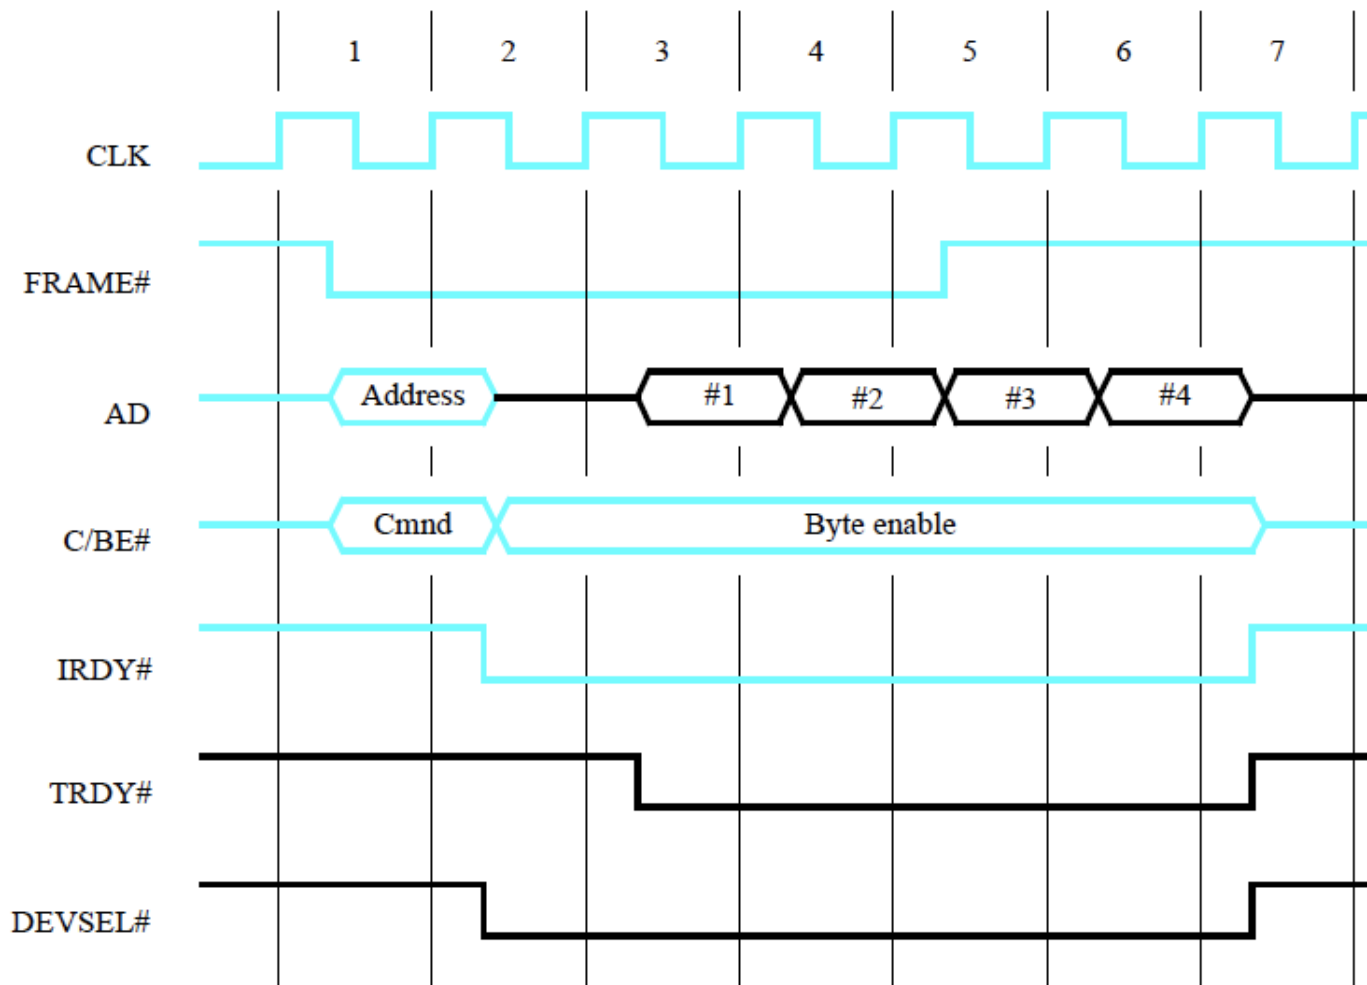 1 2 3 4 5 6 7
CLK
FRAME#
AD Address #1 #2 #3 #4
C/BE# Cmnd Byte enable
IRDY#
TRDY#
DEVSEL#